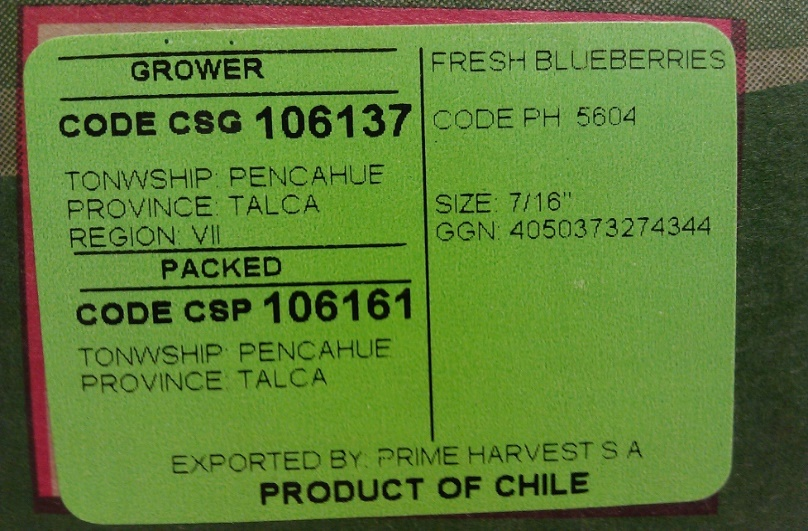 GROWER
CODE CSG 106137
TONWSHIP: PENCAHUE
PROVINCE: TALCA
REGION: VII
PACKED
CODE CSP 106161
TONWSHIP: PENCAHUE
PROVINCE: TALCA
FRESH BLUEBERRIES
CODE PH 5604
SIZE: 7/16"
GGN: 4050373274344
EXPORTED BY: PRIME HARVEST S A
PRODUCT OF CHILE